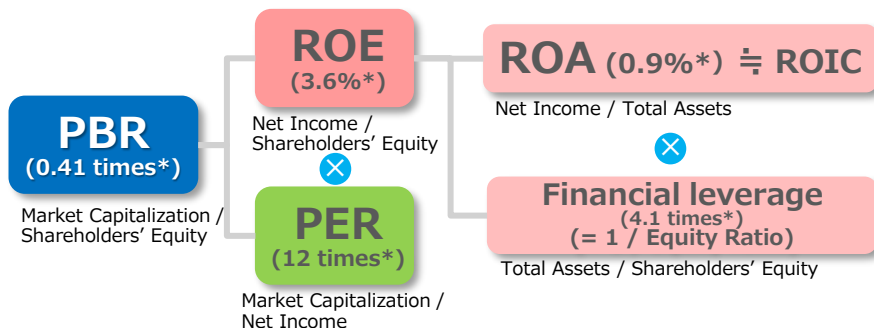 PBR
(0.41 times*)
Market Capitalization /
Shareholders’ Equity
ROE
(3.6%*)
Net Income /
Shareholders’ Equity
PER
(12 times*)
Market Capitalization /
Net Income
ROA (0.9%*) ≒ ROIC
Net Income / Total Assets
Financial leverage
(4.1 times*)
(= 1 / Equity Ratio)
Total Assets / Shareholders’ Equity